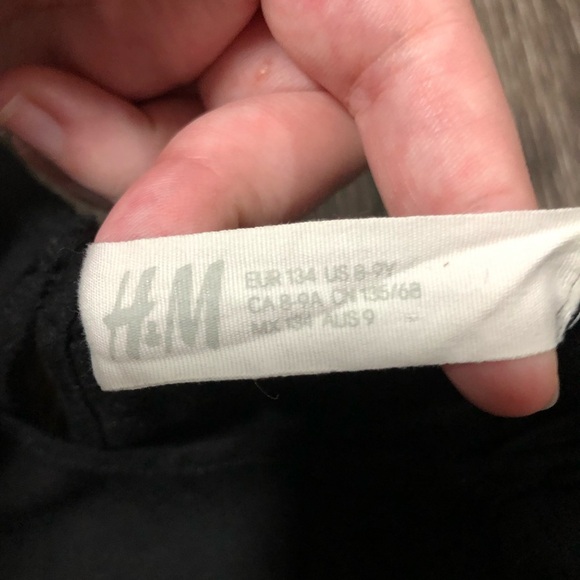 H&M
EUR 134 US 8-9Y
CA 8-9A CN 135/68
MX 134 AUS 9